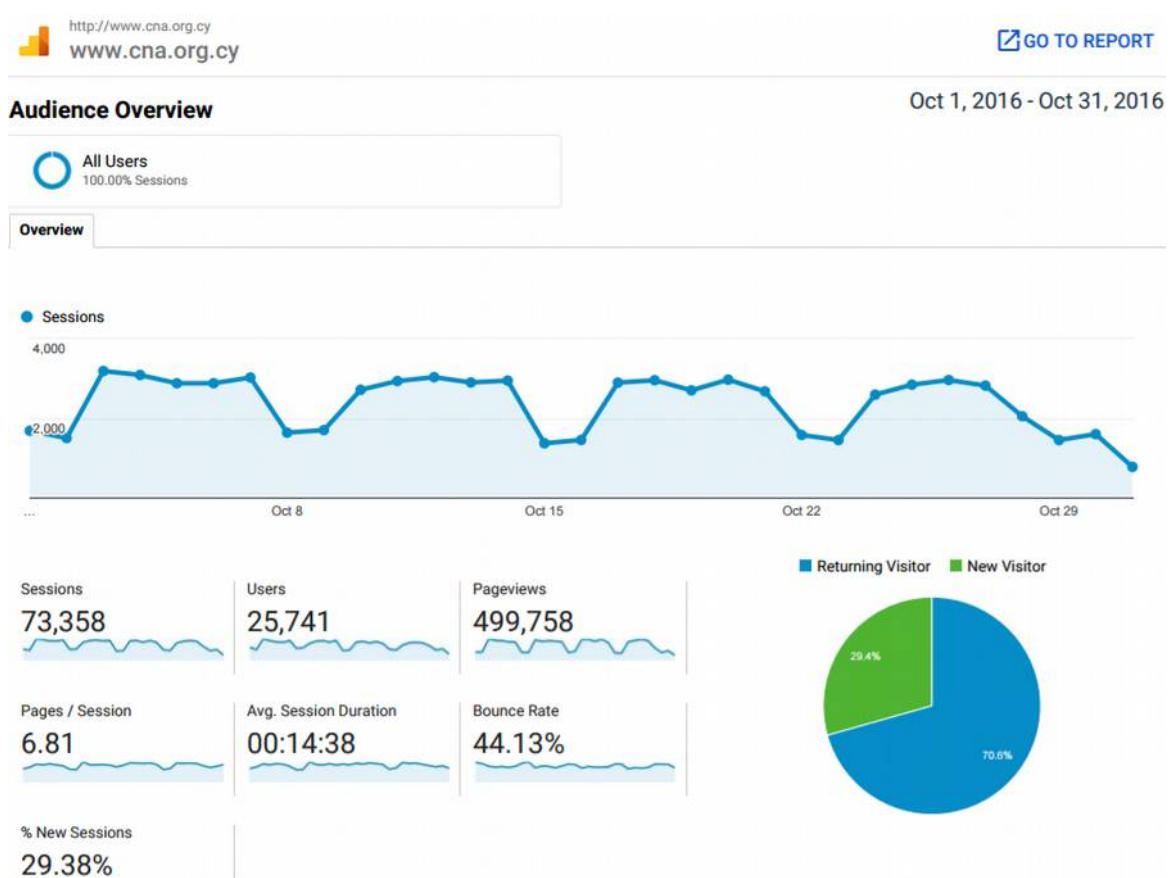 http://www.cna.org.cy
www.cna.org.cy
GO TO REPORT
Audience Overview
Oct 1, 2016 - Oct 31, 2016
All Users
100.00% Sessions
Overview
Sessions
4,000
2,000
...
Oct 8
Oct 15
Oct 22
Oct 29
Returning Visitor
New Visitor
Sessions
73,358
Users
25,741
Pageviews
499,758
29.4%
70.6%
Pages / Session
6.81
Avg. Session Duration
00:14:38
Bounce Rate
44.13%
% New Sessions
29.38%